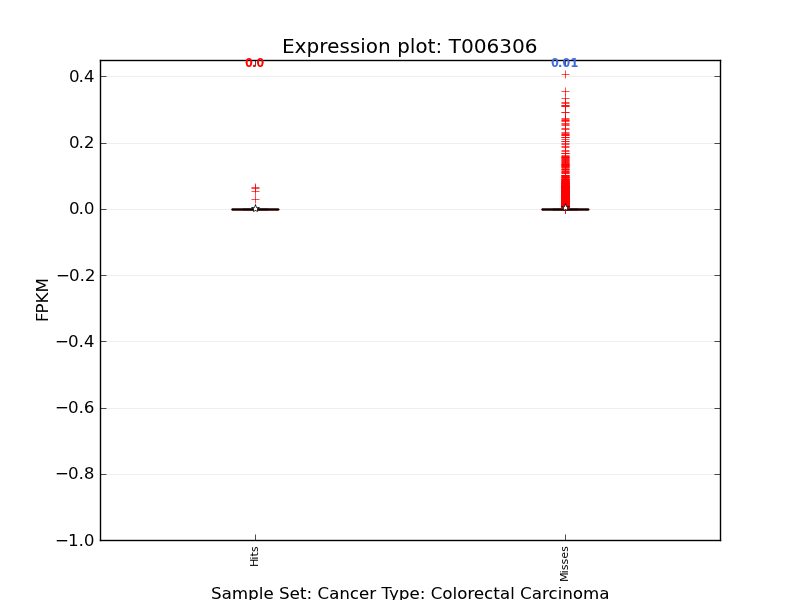 Expression plot: T006306
0.0
0.01
0.4
0.2
0.0
−0.2
−0.4
−0.6
−0.8
−1.0
FPKM
Hits
Misses
Sample Set: Cancer Type: Colorectal Carcinoma